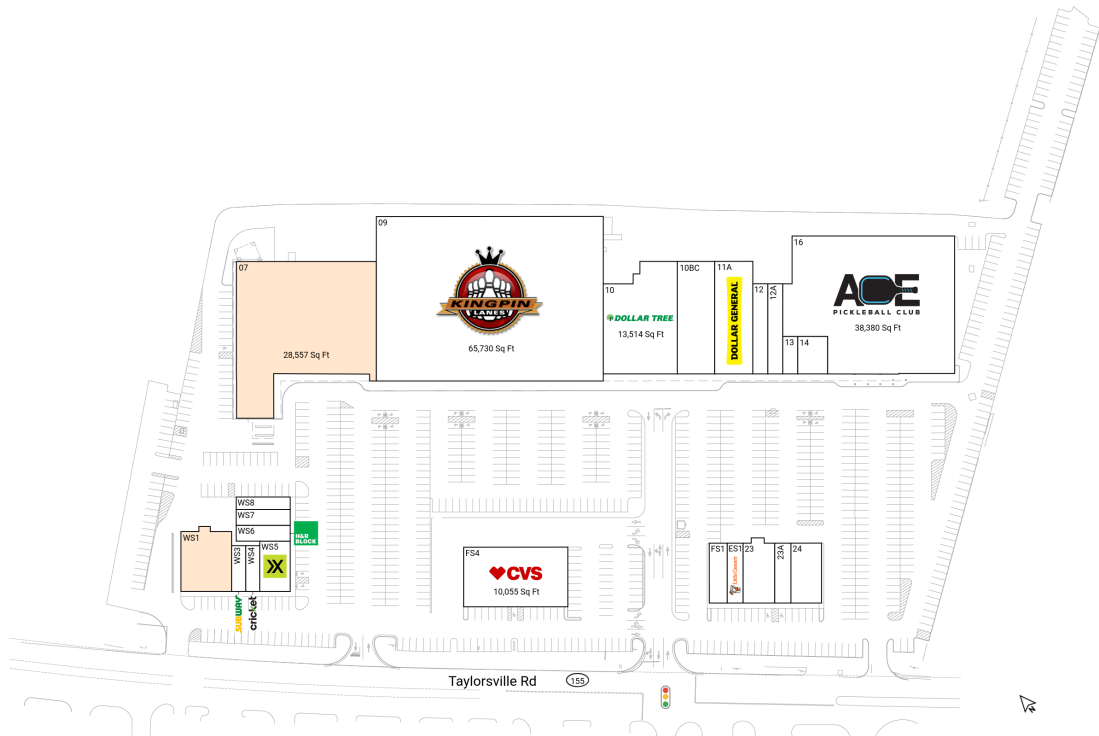 09
KINGPIN
LANES
65,730 Sq Ft
07
28,557 Sq Ft
10
DOLLAR TREE
13,514 Sq Ft
10BC
11A
DOLLAR GENERAL
12
12A
13
14
16
ACE
PICKLEBALL CLUB
38,380 Sq Ft
WS8
WS7
WS6
H&R
BLOCK
WS1
WS3
WS4
WS5
SUBWAY
cricket
FS4
CVS
10,055 Sq Ft
FS1
ES1
Little Caesars
23
23A
24
Taylorsville Rd
155
N